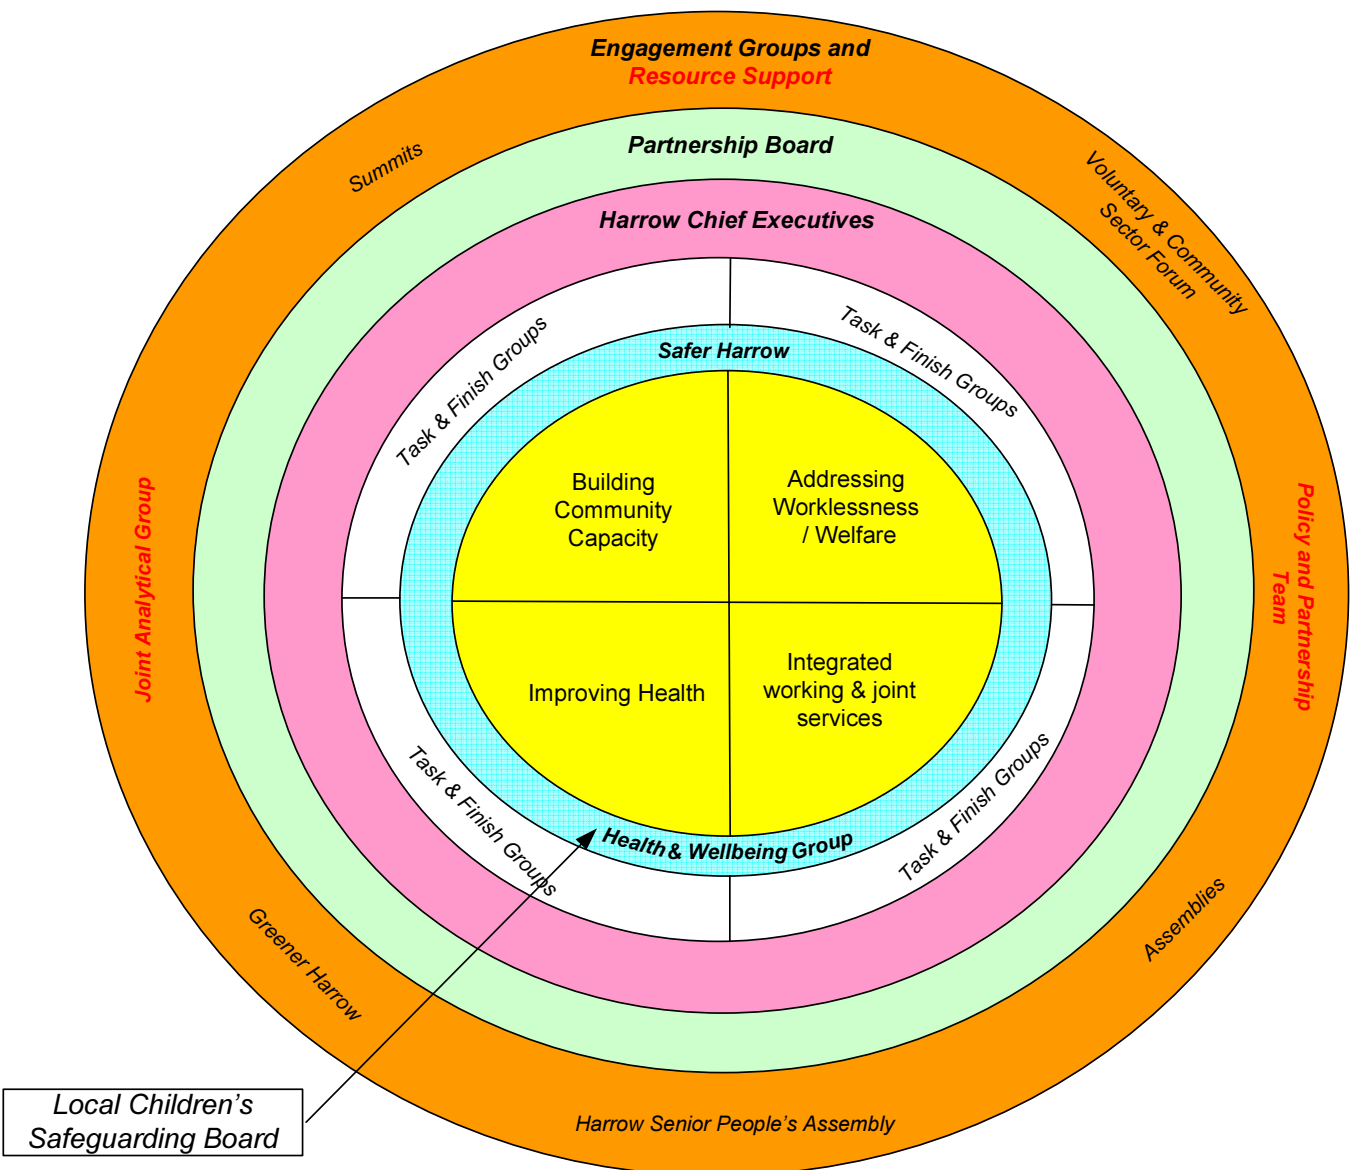 Engagement Groups and
Resource Support
Partnership Board
Summits
Voluntary & Community
Sector Forum
Harrow Chief Executives
Task & Finish Groups
Task & Finish Groups
Safer Harrow
Building
Community
Capacity
Addressing
Worklessness
/ Welfare
Joint Analytical Group
Policy and Partnership
Team
Improving Health
Integrated
working & joint
services
Task & Finish Groups
Task & Finish Groups
Health & Wellbeing Group
Greener Harrow
Assemblies
Local Children's
Safeguarding Board
Harrow Senior People's Assembly